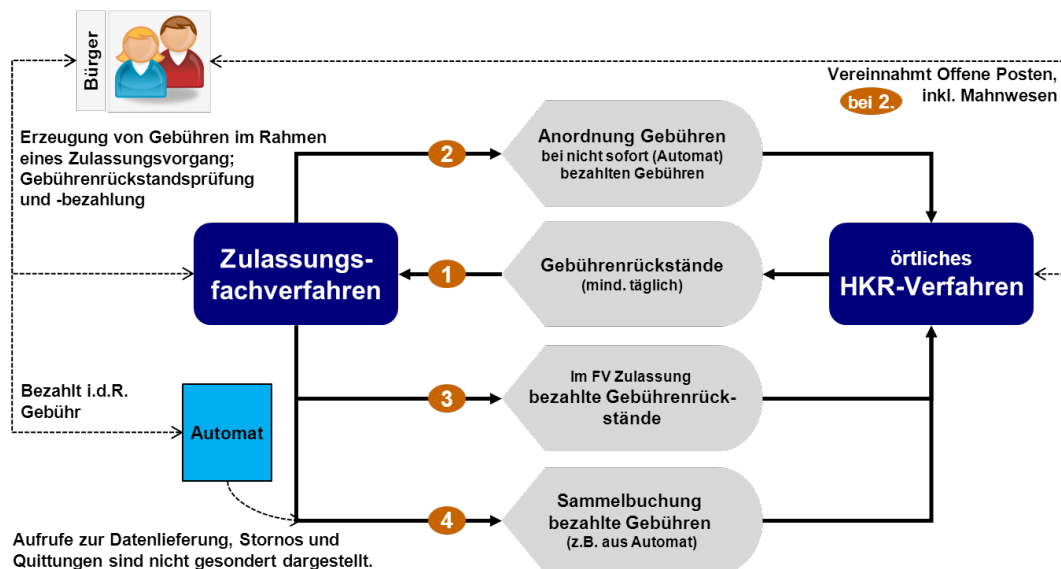 Bürger
Vereinnahmt Offene Posten,
bei 2. inkl. Mahnwesen
Erzeugung von Gebühren im Rahmen
eines Zulassungsvorgang;
Gebührenrückstandsprüfung
und -bezahlung
2
Anordnung Gebühren
bei nicht sofort (Automat)
bezahlten Gebühren
Zulassungs-
fachverfahren
1
Gebührenrückstände
(mind. täglich)
örtliches
HKR-Verfahren
3
Im FV Zulassung
bezahlte Gebührenrück-
stände
Bezahlt i.d.R.
Gebühr
Automat
4
Sammelbuchung
bezahlte Gebühren
(z.B. aus Automat)
Aufrufe zur Datenlieferung, Stornos und
Quittungen sind nicht gesondert dargestellt.